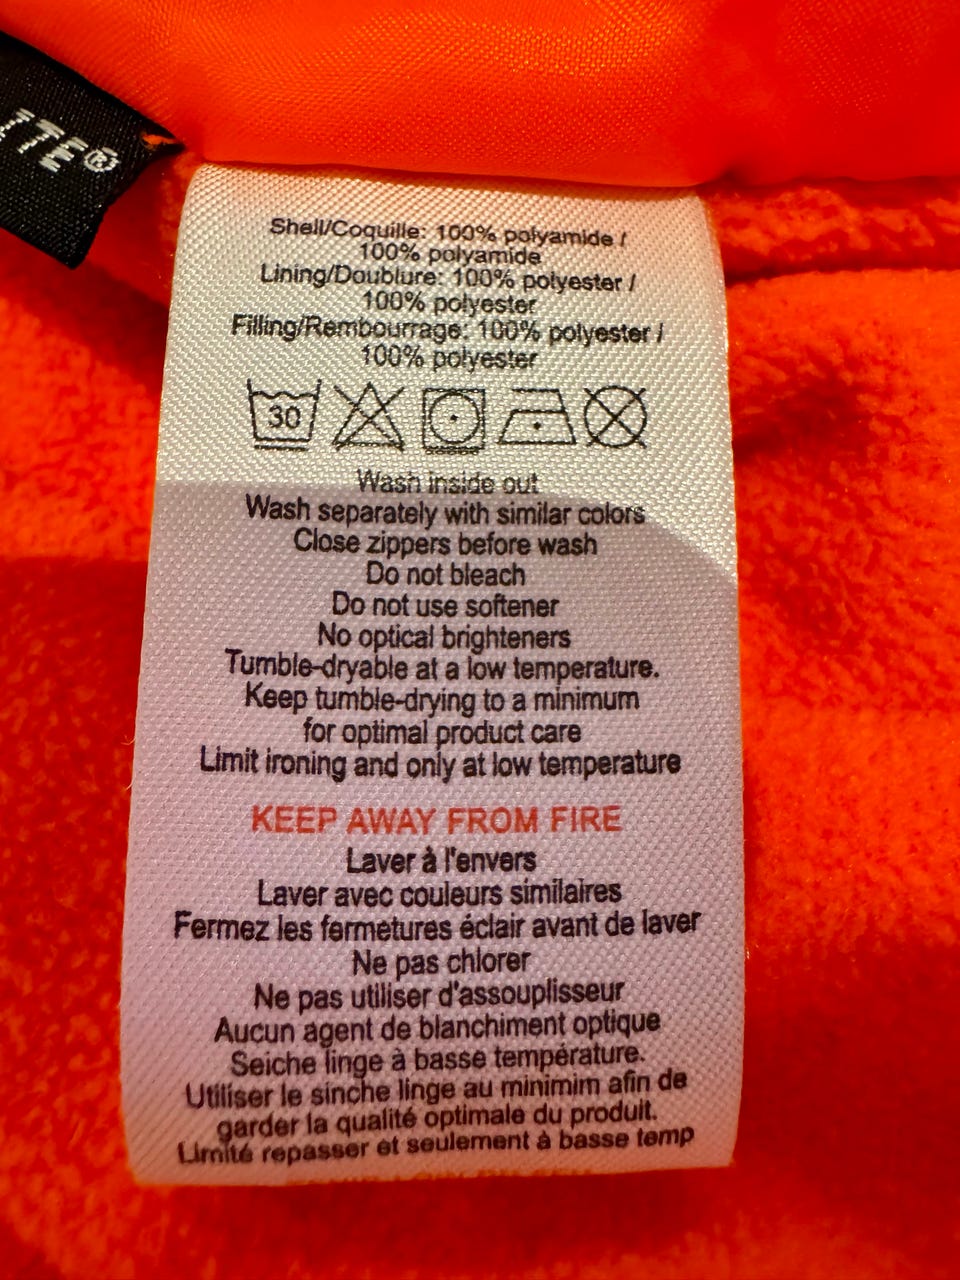 ITE®
Shell/Coquille: 100% polyamide /
100% polyamide
Lining/Doublure: 100% polyester /
100% polyester
Filling/Rembourrage: 100% polyester /
100% polyester
30
Wash inside out
Wash separately with similar colors
Close zippers before wash
Do not bleach
Do not use softener
No optical brighteners
Tumble-dryable at a low temperature.
Keep tumble-drying to a minimum
for optimal product care
Limit ironing and only at low temperature
KEEP AWAY FROM FIRE
Laver à l'envers
Laver avec couleurs similaires
Fermez les fermetures éclair avant de laver
Ne pas chlorer
Ne pas utiliser d'assouplisseur
Aucun agent de blanchiment optique
Seiche linge à basse température.
Utiliser le sinche linge au minimim afin de
garder la qualité optimale du produit.
Limité repasser et seulement à basse temp